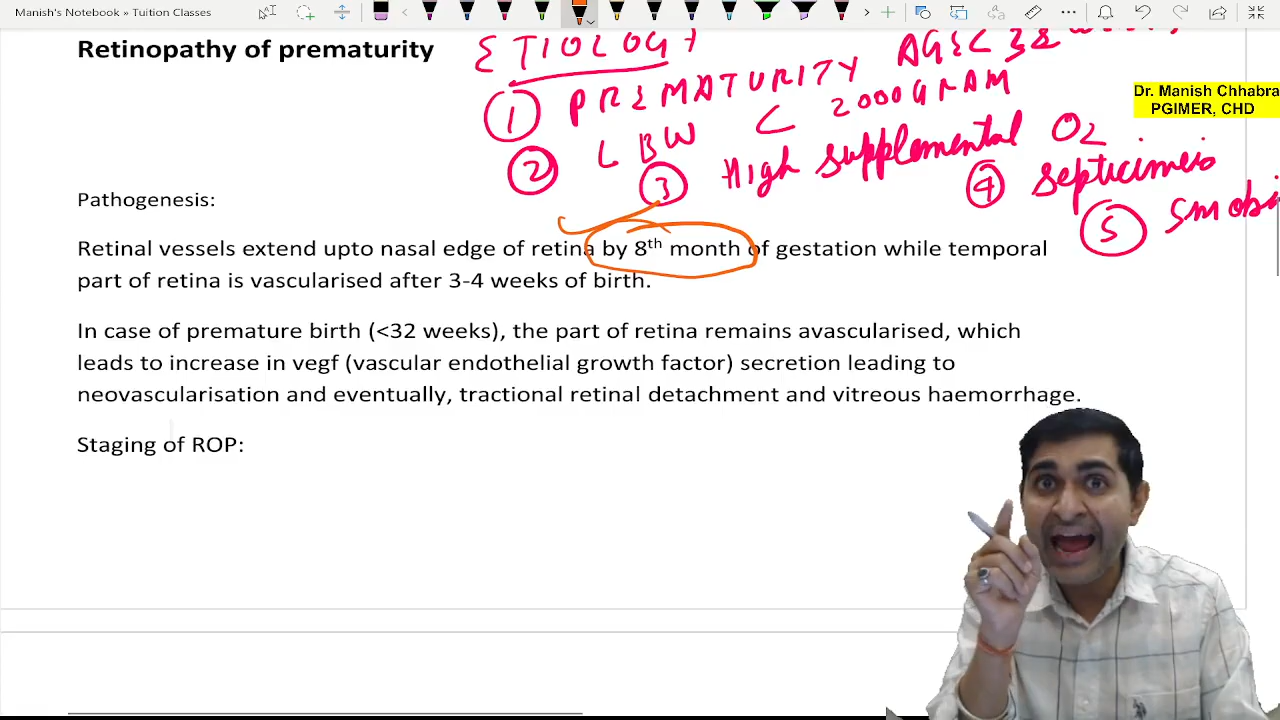 Manish's Notebook » Tuition Classes
Retinopathy of prematurity
ETIOLOGY
① PREMATURITY AGE < 32
② LBW < 2000GRAM
③ High supplemental O2
④
⑤
Dr. Manish Chhabra
PGIMER, CHD
Pathogenesis:
Retinal vessels extend upto nasal edge of retina by 8th month of gestation while temporal
part of retina is vascularised after 3-4 weeks of birth.
In case of premature birth (<32 weeks), the part of retina remains avascularised, which
leads to increase in vegf (vascular endothelial growth factor) secretion leading to
neovascularisation and eventually, tractional retinal detachment and vitreous haemorrhage.
Staging of ROP: